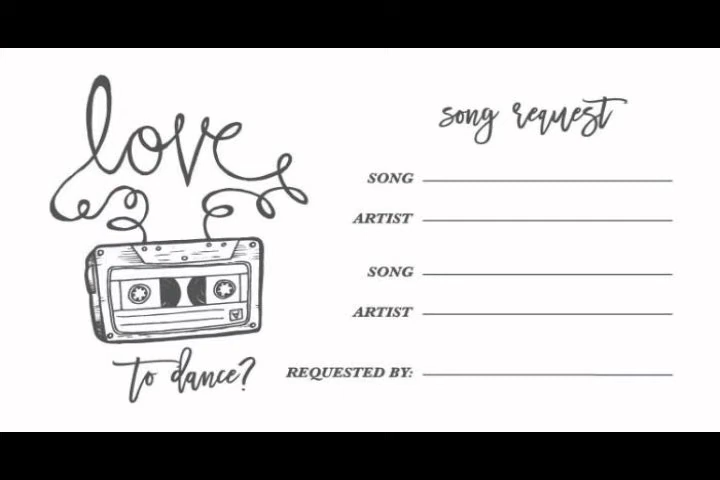 love
to dance?
song request
SONG
ARTIST
SONG
ARTIST
REQUESTED BY: